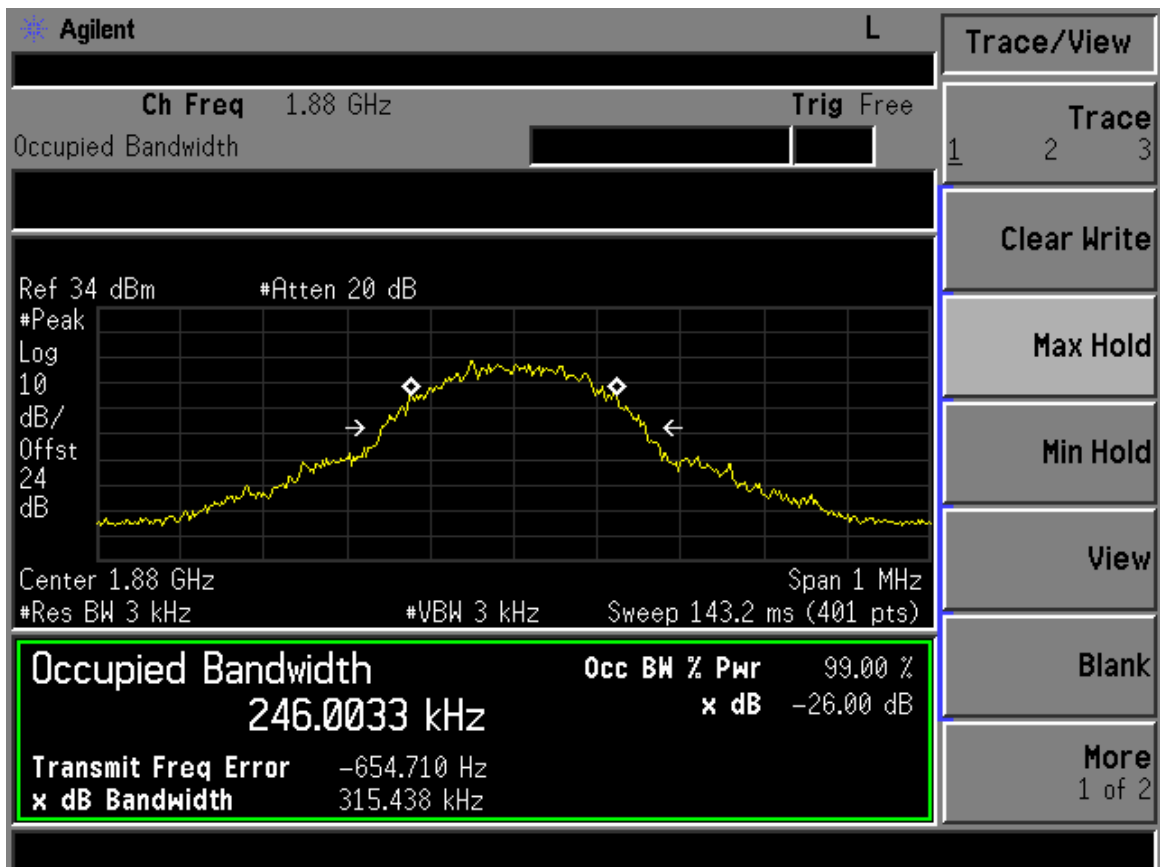 Agilent L
Ch Freq 1.88 GHz Trig Free
Occupied Bandwidth
Ref 34 dBm #Atten 20 dB
#Peak
Log
10
dB/
Offst
24
dB
Center 1.88 GHz Span 1 MHz
#Res BW 3 kHz #VBW 3 kHz Sweep 143.2 ms (401 pts)
Occupied Bandwidth Occ BW % Pwr 99.00 %
246.0033 kHz x dB -26.00 dB
Transmit Freq Error -654.710 Hz
x dB Bandwidth 315.438 kHz
Trace/View
Trace
1 2 3
Clear Write
Max Hold
Min Hold
View
Blank
More
1 of 2